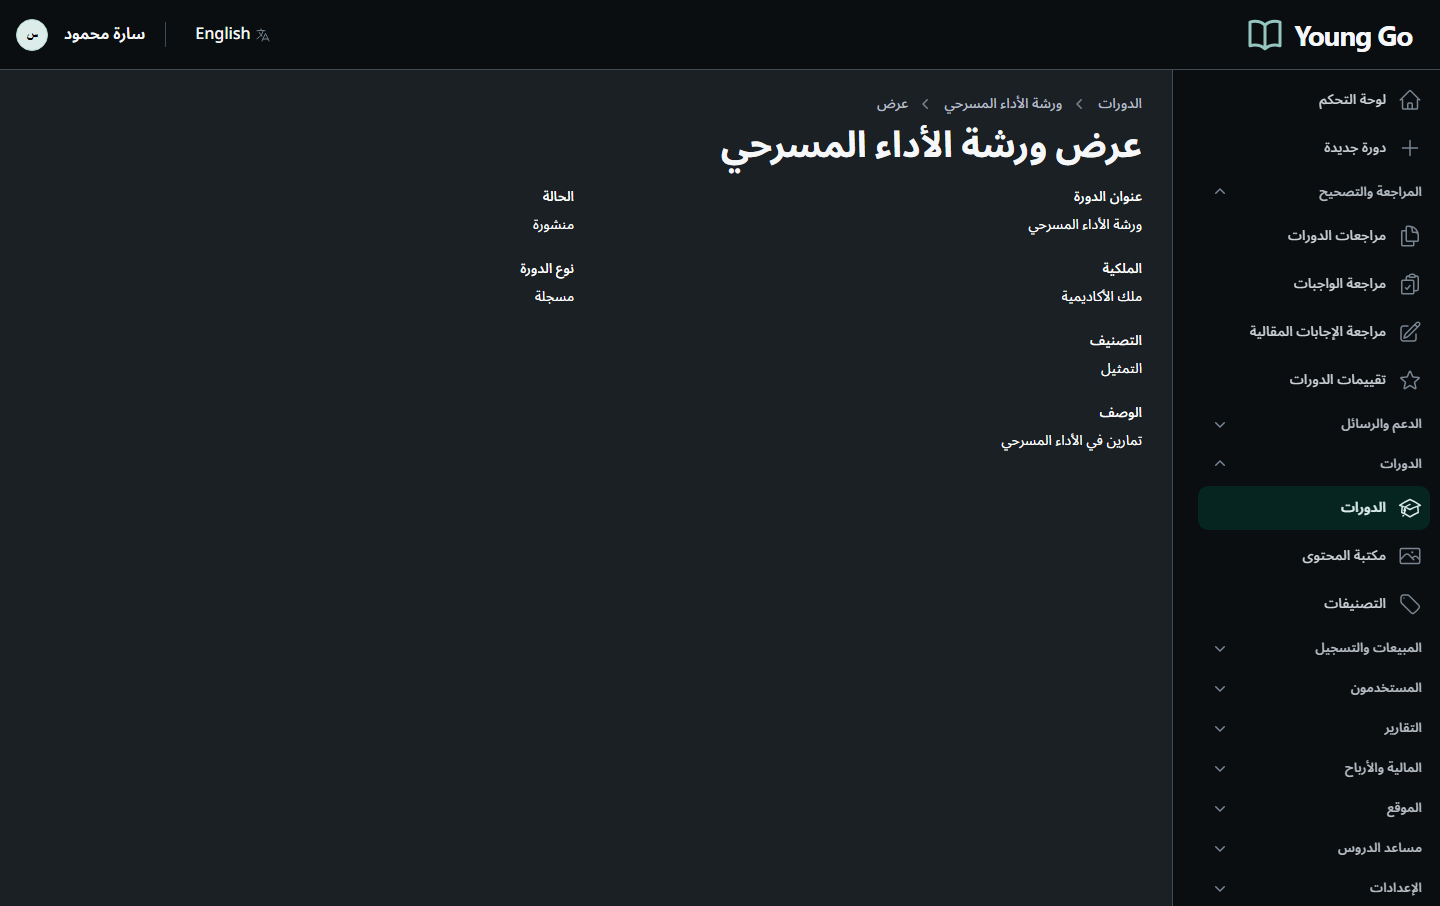 Young Go
English
سارة محمود
س
لوحة التحكم
دورة جديدة
المراجعة والتصحيح
مراجعات الدورات
مراجعة الواجبات
مراجعة الإجابات المقالية
تقييمات الدورات
الدعم والرسائل
الدورات
الدورات
مكتبة المحتوى
التصنيفات
المبيعات والتسجيل
المستخدمون
التقارير
المالية والأرباح
الموقع
مساعد الدروس
الإعدادات
الدورات
ورشة الأداء المسرحي
عرض
عرض ورشة الأداء المسرحي
عنوان الدورة
ورشة الأداء المسرحي
الحالة
منشورة
الملكية
ملك الأكاديمية
نوع الدورة
مسجلة
التصنيف
التمثيل
الوصف
تمارين في الأداء المسرحي